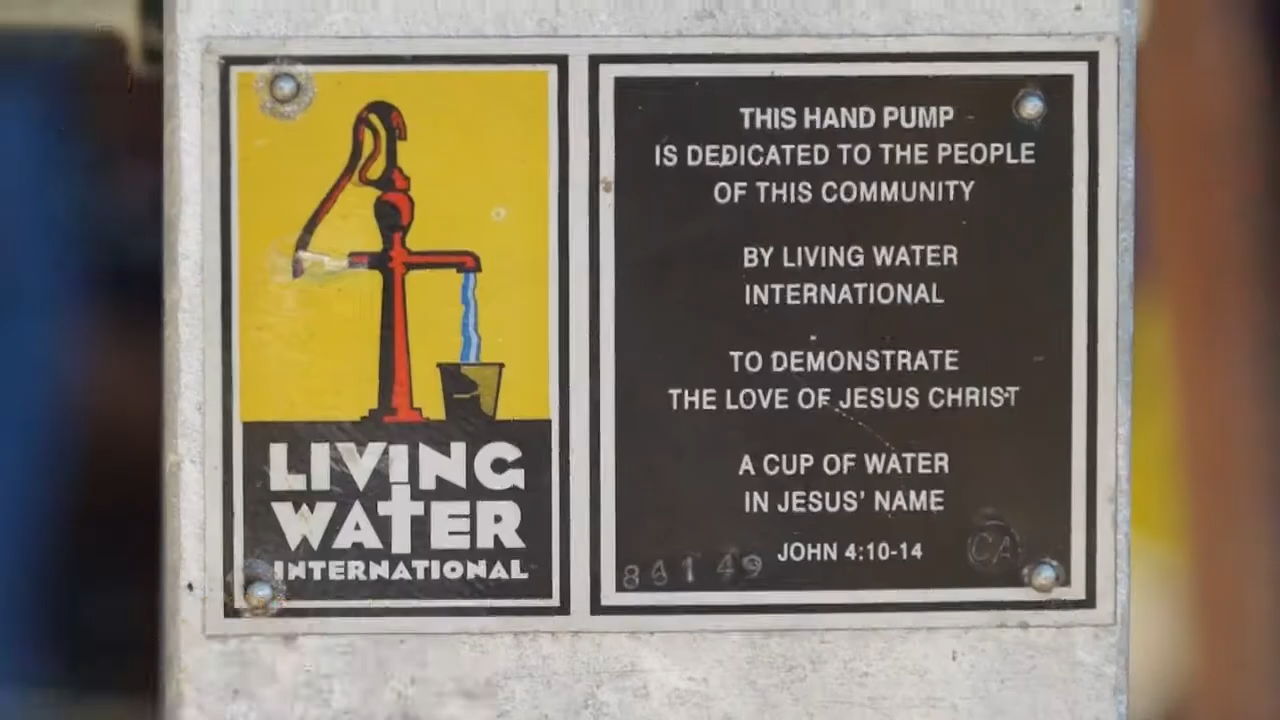 LIVING
WATER
INTERNATIONAL
THIS HAND PUMP
IS DEDICATED TO THE PEOPLE
OF THIS COMMUNITY
BY LIVING WATER
INTERNATIONAL
TO DEMONSTRATE
THE LOVE OF JESUS CHRIST
A CUP OF WATER
IN JESUS' NAME
JOHN 4:10-14
CA